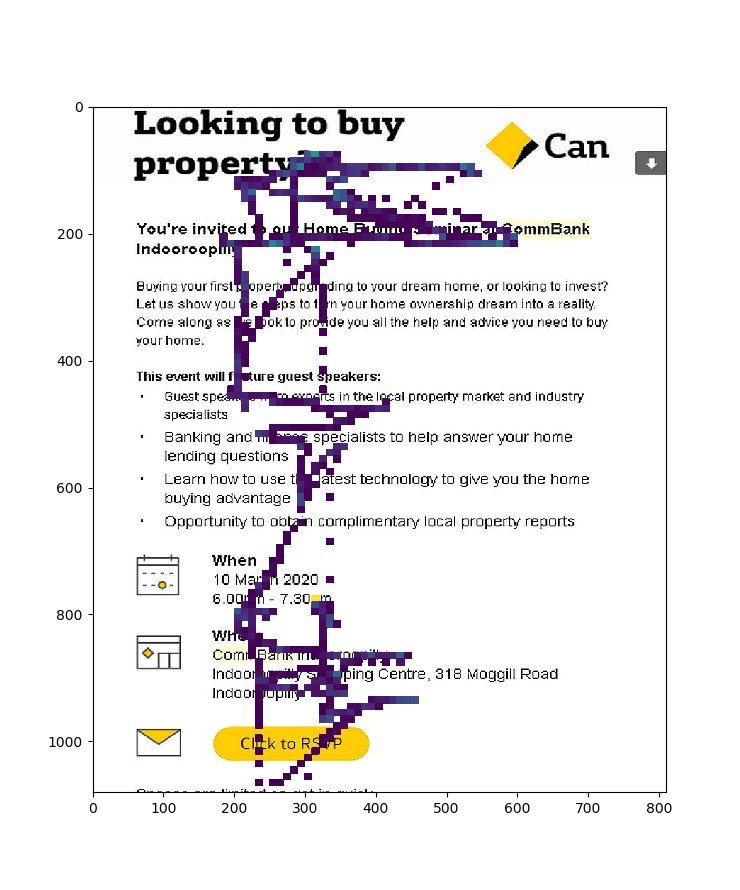 0
Looking to buy
property?
Can
200
You're invited to our Home Buying Seminar at CommBank
Indooroopilly
Buying your first property, upgrading to your dream home, or looking to invest?
Let us show you the steps to turn your home ownership dream into a reality.
Come along as we look to provide you all the help and advice you need to buy
your home.
400
This event will feature guest speakers:
· Guest speakers from experts in the local property market and industry
specialists
· Banking and finance specialists to help answer your home
lending questions
· Learn how to use the latest technology to give you the home
buying advantage
600
· Opportunity to obtain complimentary local property reports
When
10 March 2020
6.00pm - 7.30pm
800
Where
CommBank Indooroopilly
Indooroopilly Shopping Centre, 318 Moggill Road
Indooroopilly
1000
Click to RSVP
0 100 200 300 400 500 600 700 800